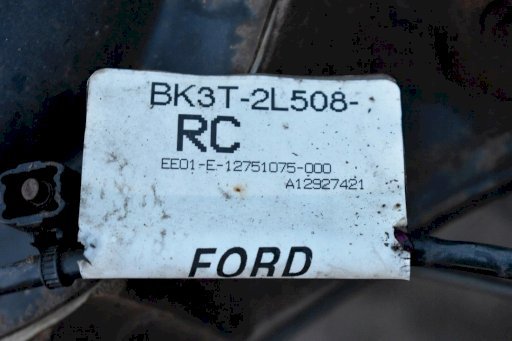 BK3T-2L508-
RC
EE01-E-12751075-000
A12927421
FORD